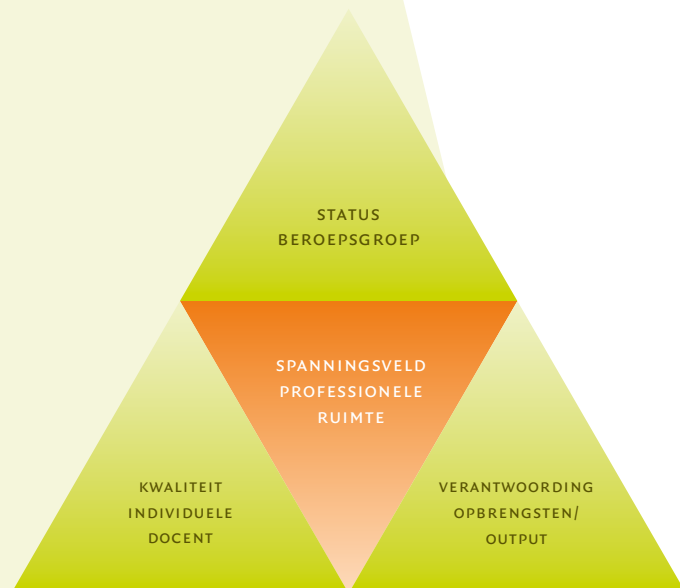 STATUS
BEROEPSGROEP
SPANNINGSVELD
PROFESSIONELE
RUIMTE
KWALITEIT
INDIVIDUELE
DOCENT
VERANTWOORDING
OPBRENGSTEN/
OUTPUT